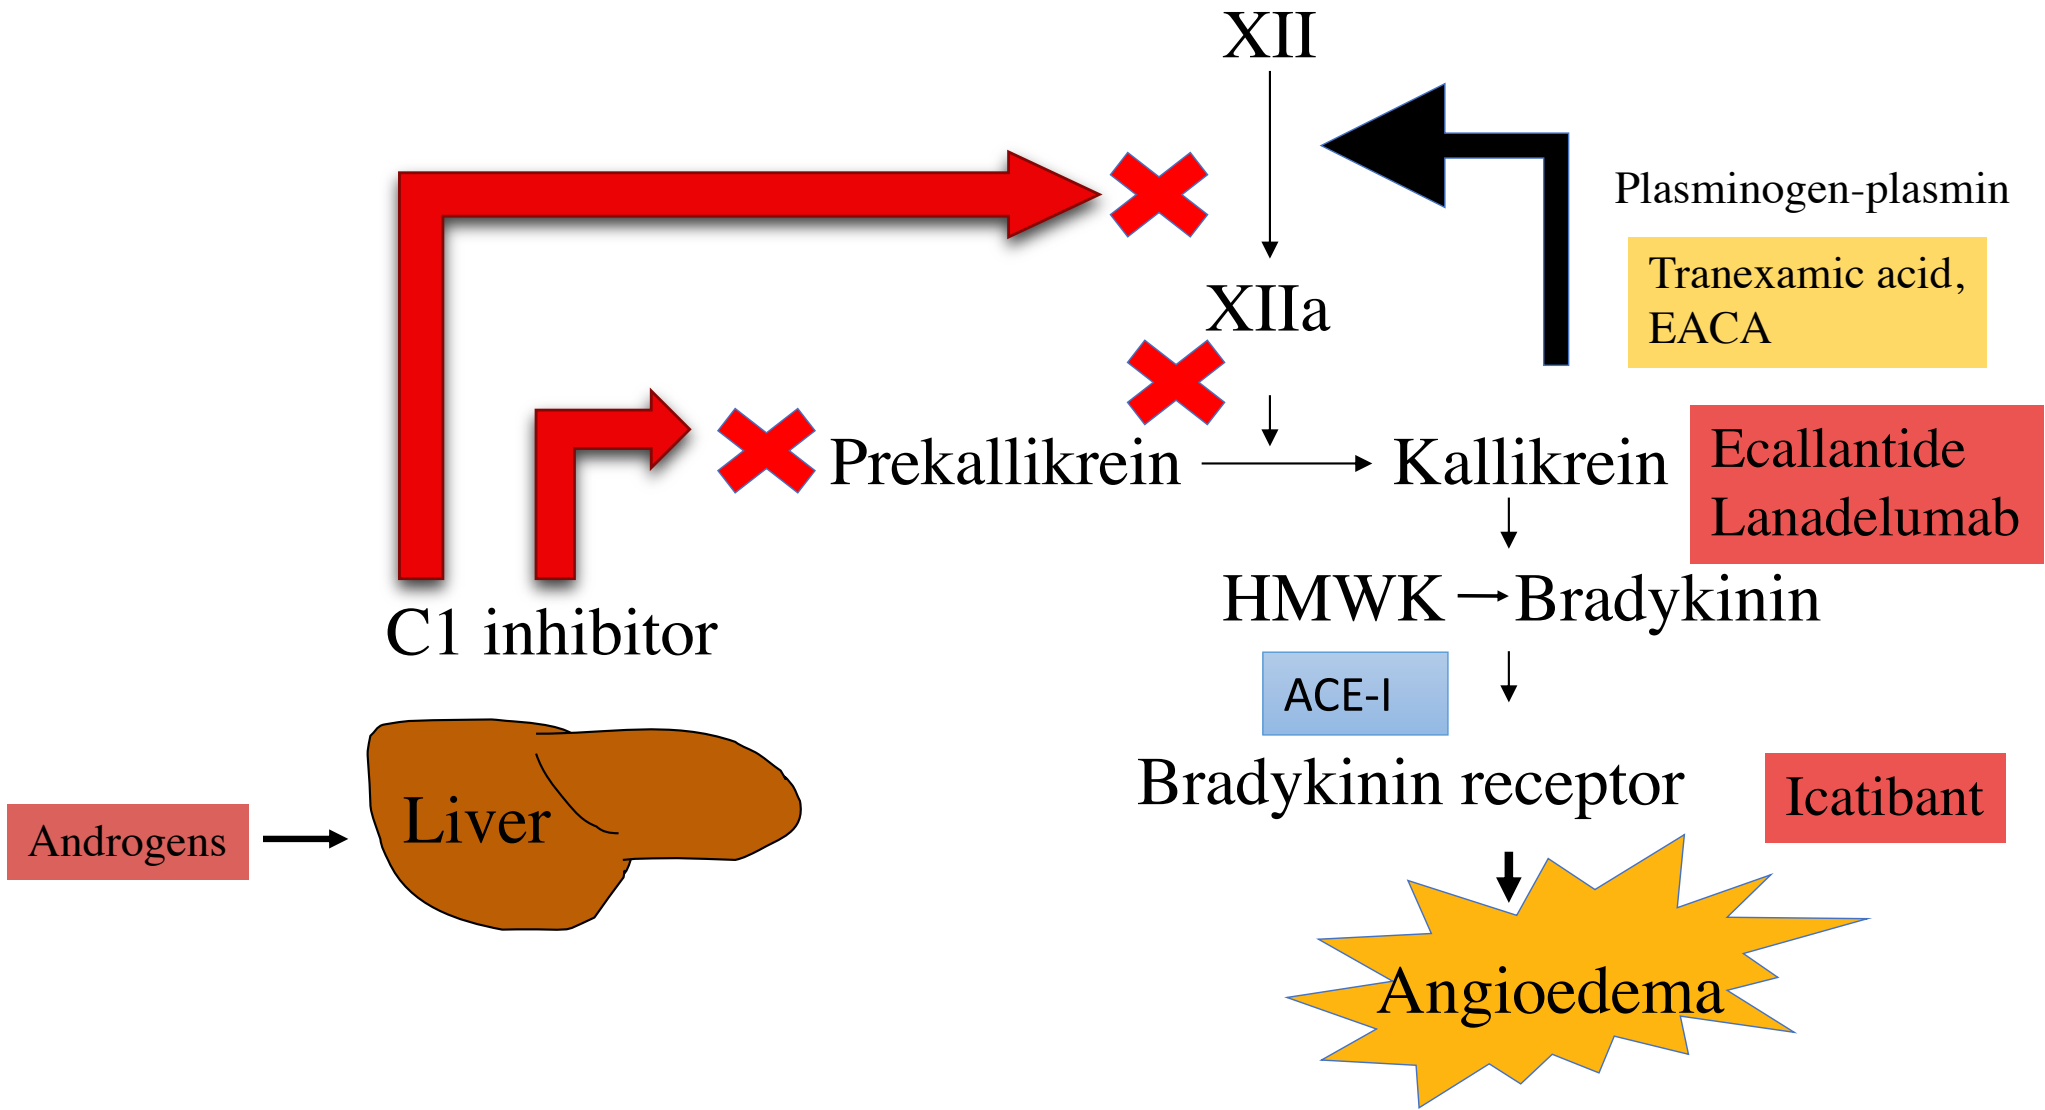 XII
Plasminogen-plasmin
Tranexamic acid,
EACA
XIIa
Prekallikrein
Kallikrein
Ecallantide
Lanadelumab
HMWK
Bradykinin
C1 inhibitor
ACE-I
Bradykinin receptor
Icatibant
Androgens
Liver
Angioedema